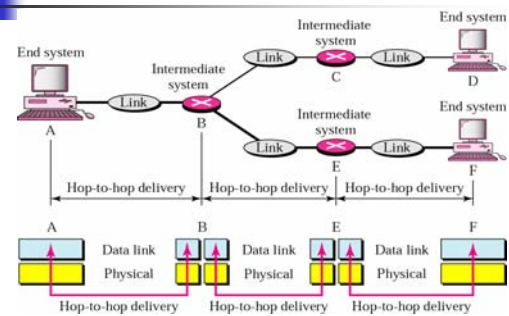 End system
Intermediate
system
Link
C
Link
D
End system
Intermediate
system
Link
A
B
Intermediate
system
Link
E
Link
F
End system
Hop-to-hop delivery
Hop-to-hop delivery
Hop-to-hop delivery
A
B
E
F
Data link
Data link
Data link
Physical
Physical
Physical
Hop-to-hop delivery
Hop-to-hop delivery
Hop-to-hop delivery